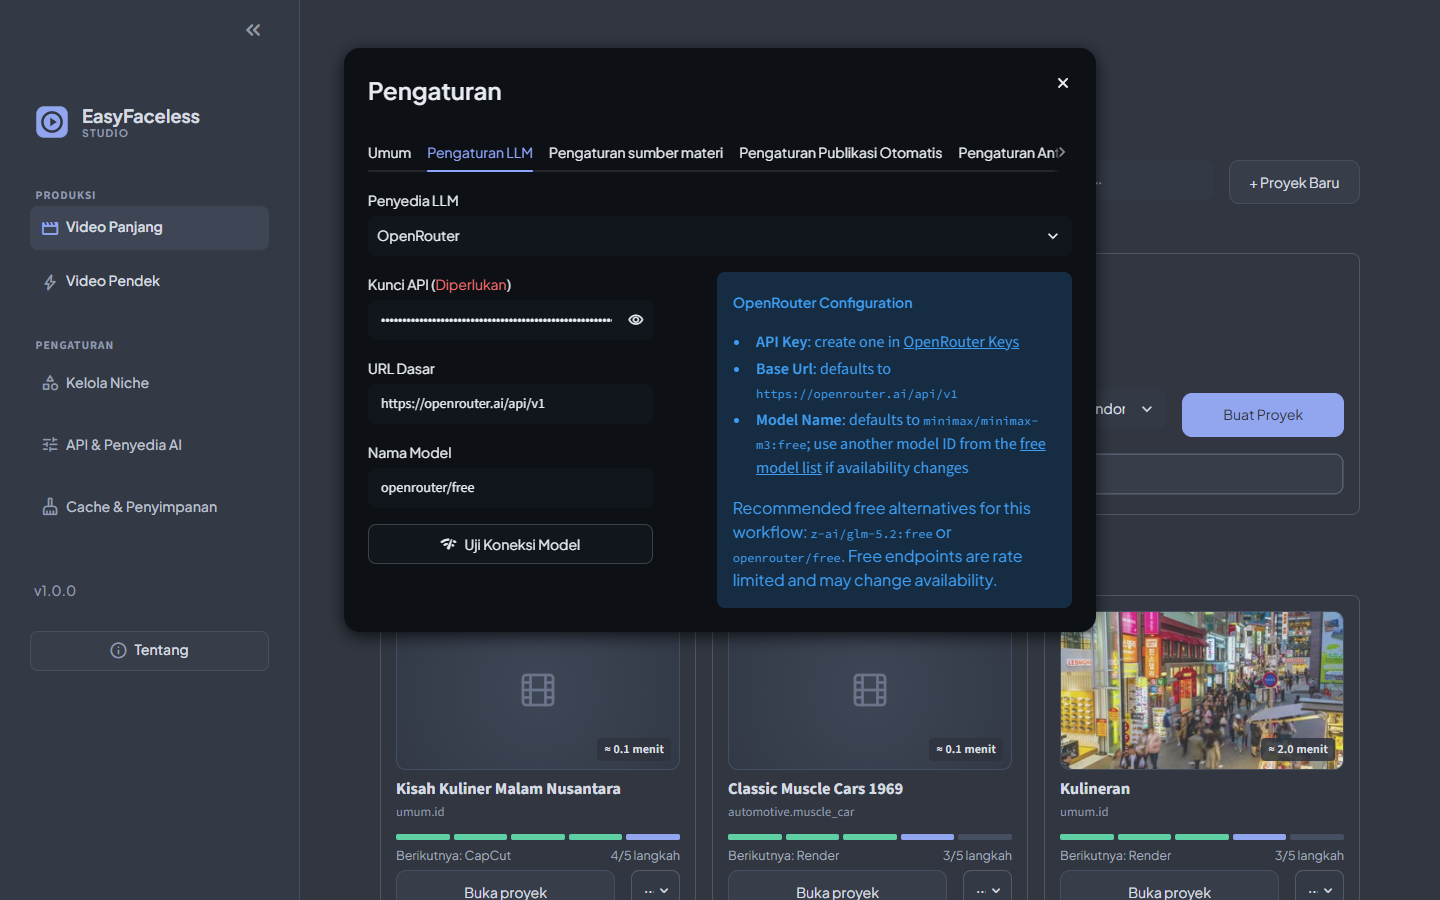 EasyFaceless
STUDIO
PRODUKSI
Video Panjang
Video Pendek
PENGATURAN
Kelola Niche
API & Penyedia AI
Cache & Penyimpanan
v1.0.0
Tentang
Pengaturan
Umum
Pengaturan LLM
Pengaturan sumber materi
Pengaturan Publikasi Otomatis
Pengaturan Ant
Penyedia LLM
OpenRouter
Kunci API (Diperlukan)
URL Dasar
https://openrouter.ai/api/v1
Nama Model
openrouter/free
Uji Koneksi Model
OpenRouter Configuration
• API Key: create one in OpenRouter Keys
• Base Url: defaults to
https://openrouter.ai/api/v1
• Model Name: defaults to minimax/minimax-
m3:free; use another model ID from the free
model list if availability changes
Recommended free alternatives for this
workflow: z-ai/glm-5.2:free or
openrouter/free. Free endpoints are rate
limited and may change availability.
+ Proyek Baru
ndor
Buat Proyek
≈ 0.1 menit
Kisah Kuliner Malam Nusantara
umum.id
Berikutnya: CapCut
4/5 langkah
Buka proyek
...
≈ 0.1 menit
Classic Muscle Cars 1969
automotive.muscle_car
Berikutnya: Render
3/5 langkah
Buka proyek
...
≈ 2.0 menit
Kulineran
umum.id
Berikutnya: Render
3/5 langkah
Buka proyek
...